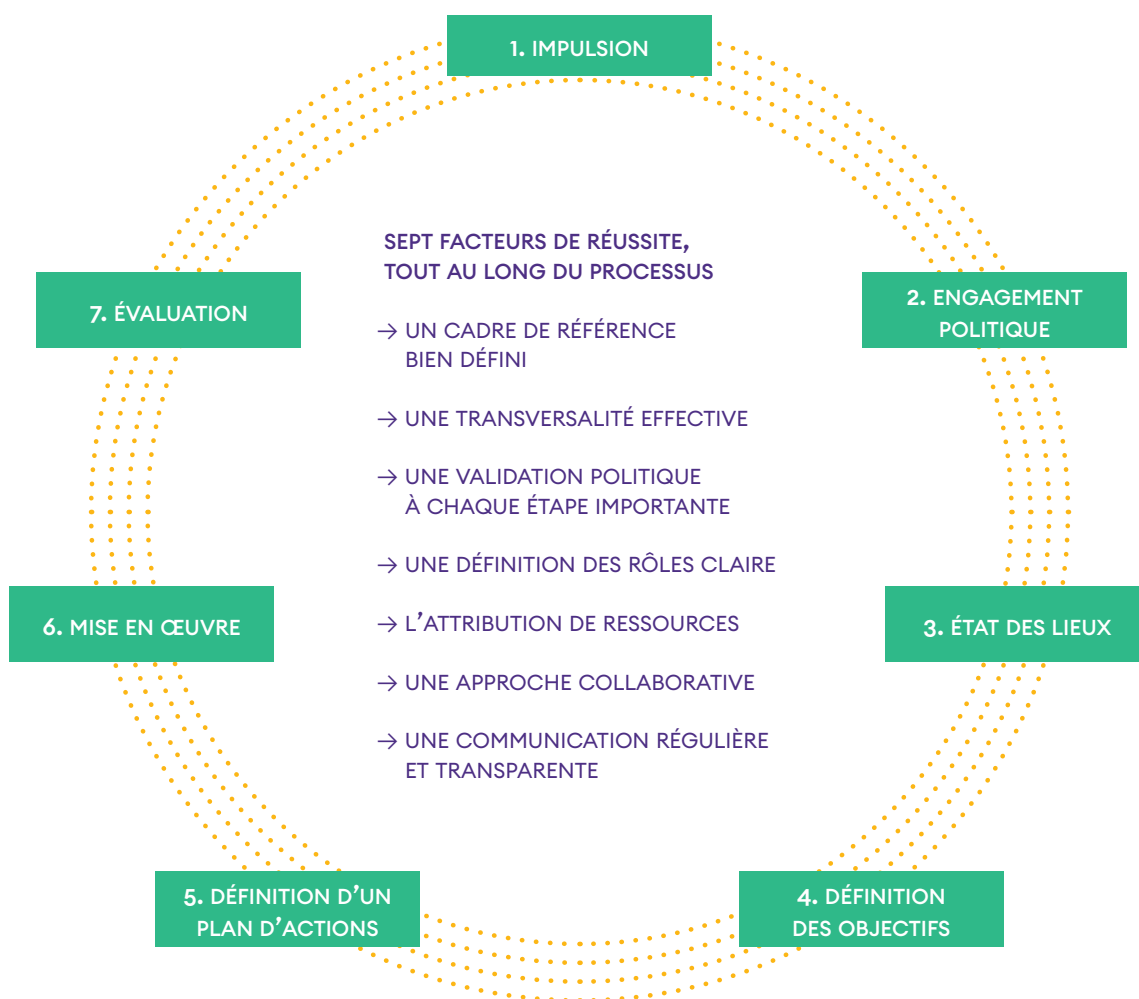 1. IMPULSION
SEPT FACTEURS DE RÉUSSITE,
TOUT AU LONG DU PROCESSUS
→ UN CADRE DE RÉFÉRENCE
BIEN DÉFINI
→ UNE TRANSVERSALITÉ EFFECTIVE
→ UNE VALIDATION POLITIQUE
À CHAQUE ÉTAPE IMPORTANTE
→ UNE DÉFINITION DES RÔLES CLAIRE
→ L’ATTRIBUTION DE RESSOURCES
→ UNE APPROCHE COLLABORATIVE
→ UNE COMMUNICATION RÉGULIÈRE
ET TRANSPARENTE
2. ENGAGEMENT
POLITIQUE
3. ÉTAT DES LIEUX
4. DÉFINITION
DES OBJECTIFS
5. DÉFINITION D’UN
PLAN D’ACTIONS
6. MISE EN ŒUVRE
7. ÉVALUATION